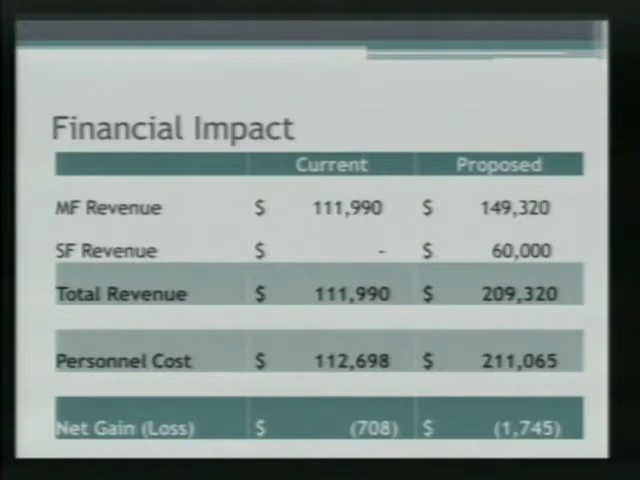 Financial Impact
Current Proposed
MF Revenue $ 111,990 $ 149,320
SF Revenue $ - $ 60,000
Total Revenue $ 111,990 $ 209,320
Personnel Cost $ 112,698 $ 211,065
Net Gain (Loss) $ (708) $ (1,745)